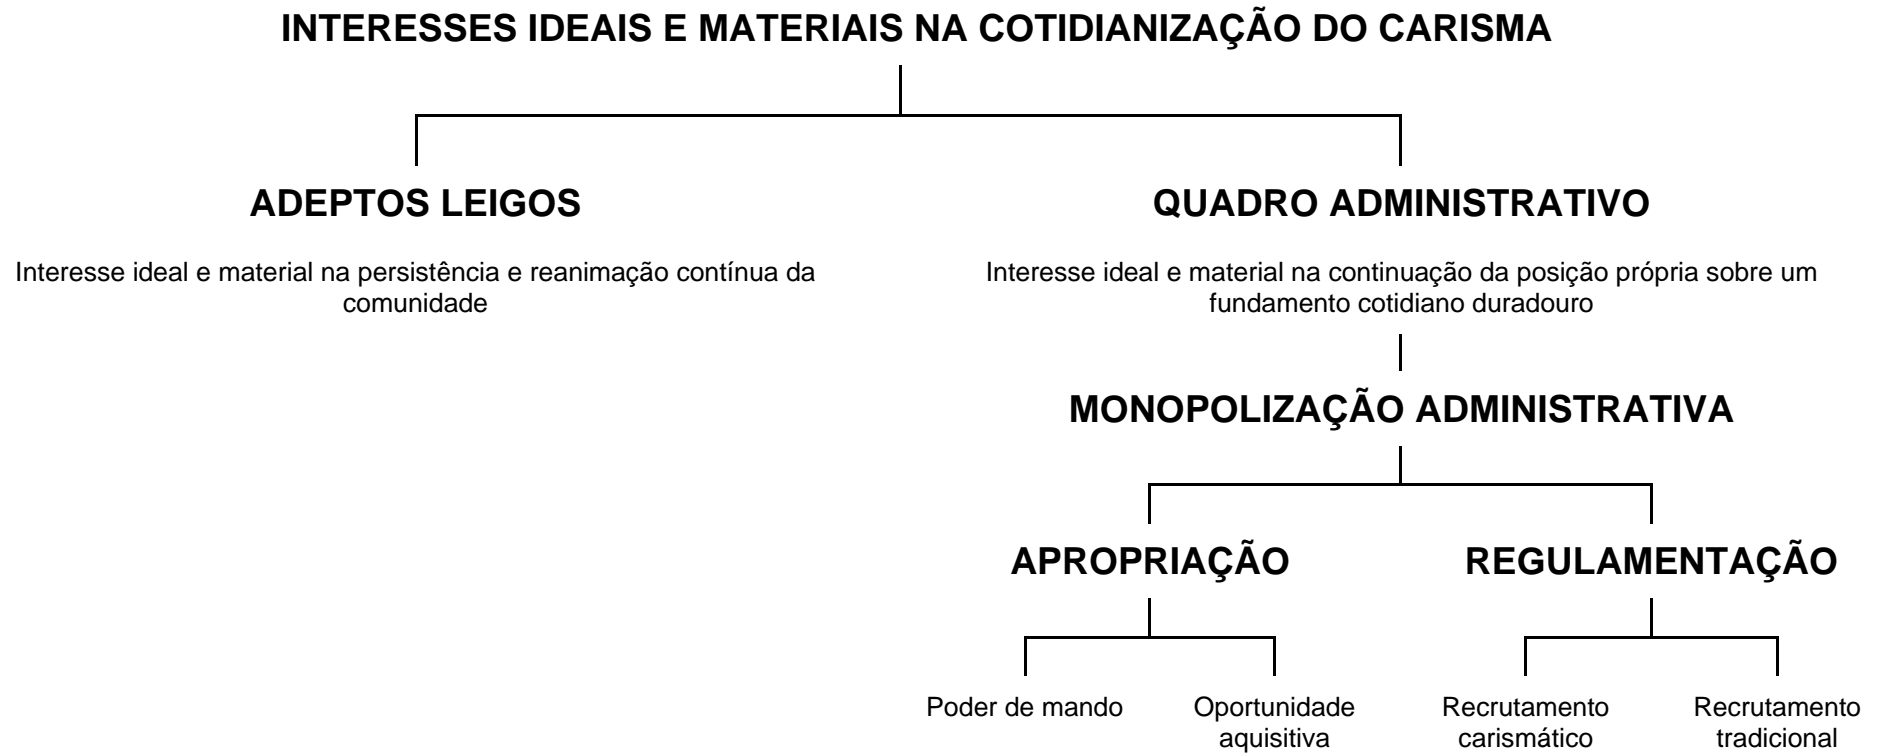 INTERESSES IDEAIS E MATERIAIS NA COTIDIANIZAÇÃO DO CARISMA
ADEPTOS LEIGOS
Interesse ideal e material na persistência e reanimação contínua da
comunidade
QUADRO ADMINISTRATIVO
Interesse ideal e material na continuação da posição própria sobre um
fundamento cotidiano duradouro
MONOPOLIZAÇÃO ADMINISTRATIVA
APROPRIAÇÃO
REGULAMENTAÇÃO
Poder de mando
Oportunidade
aquisitiva
Recrutamento
carismático
Recrutamento
tradicional